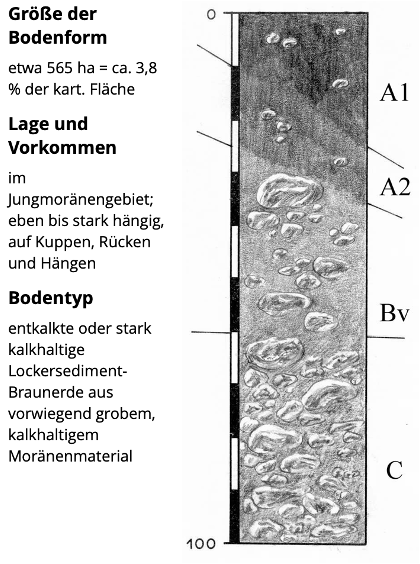 Größe der
Bodenform
etwa 565 ha = ca. 3,8
% der kart. Fläche
Lage und
Vorkommen
im
Jungmoränengebiet;
eben bis stark hängig,
auf Kuppen, Rücken
und Hängen
Bodentyp
entkalkte oder stark
kalkhaltige
Lockersediment-
Braunerde aus
vorwiegend grobem,
kalkhaltigem
Moränenmaterial
0
A1
A2
Bv
C
100